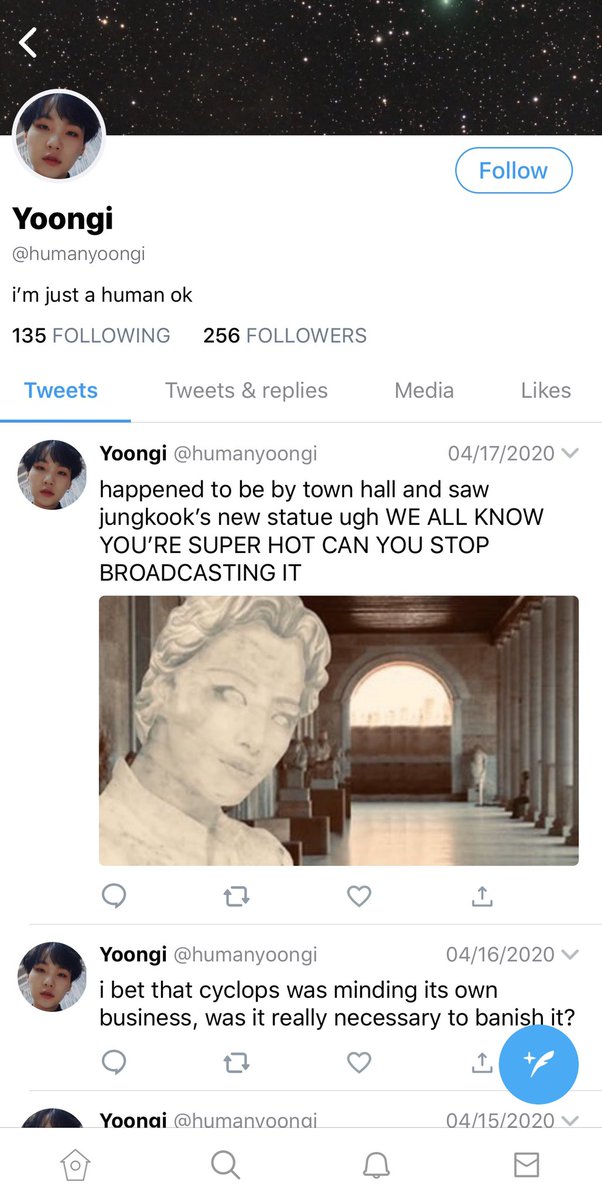 Follow
Yoongi
@humanyoongi
i’m just a human ok
135 FOLLOWING 256 FOLLOWERS
Tweets Tweets & replies Media Likes
Yoongi @humanyoongi 04/17/2020
happened to be by town hall and saw
jungkook’s new statue ugh WE ALL KNOW
YOU’RE SUPER HOT CAN YOU STOP
BROADCASTING IT
Yoongi @humanyoongi 04/16/2020
i bet that cyclops was minding its own
business, was it really necessary to banish it?
Yoongi @humanyoongi 04/15/2020